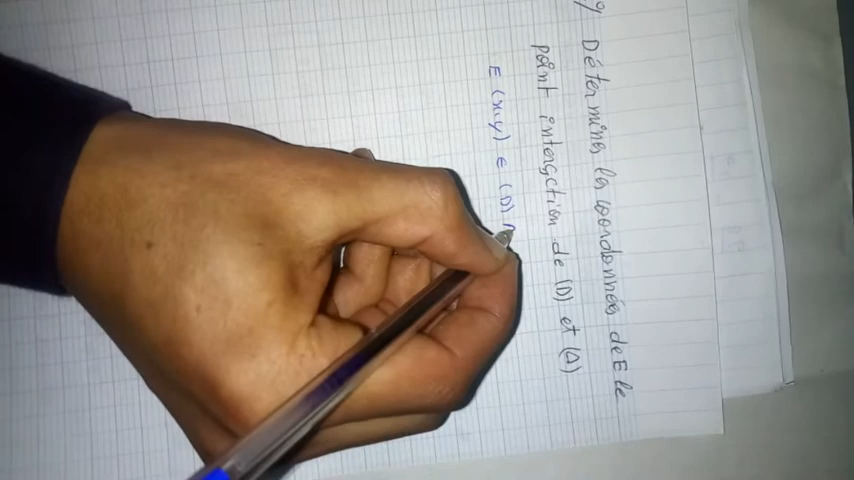 Détermine, les coordonnées de E le
point intersection de (D) et (Δ)
E (x,y) ∈ (D) ∩